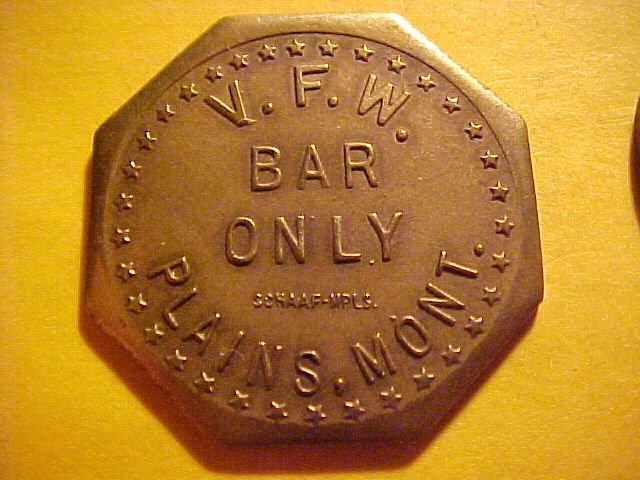 V. F. W.
BAR
ONLY
SCHAAF-MPLS.
PLAINS, MONT.